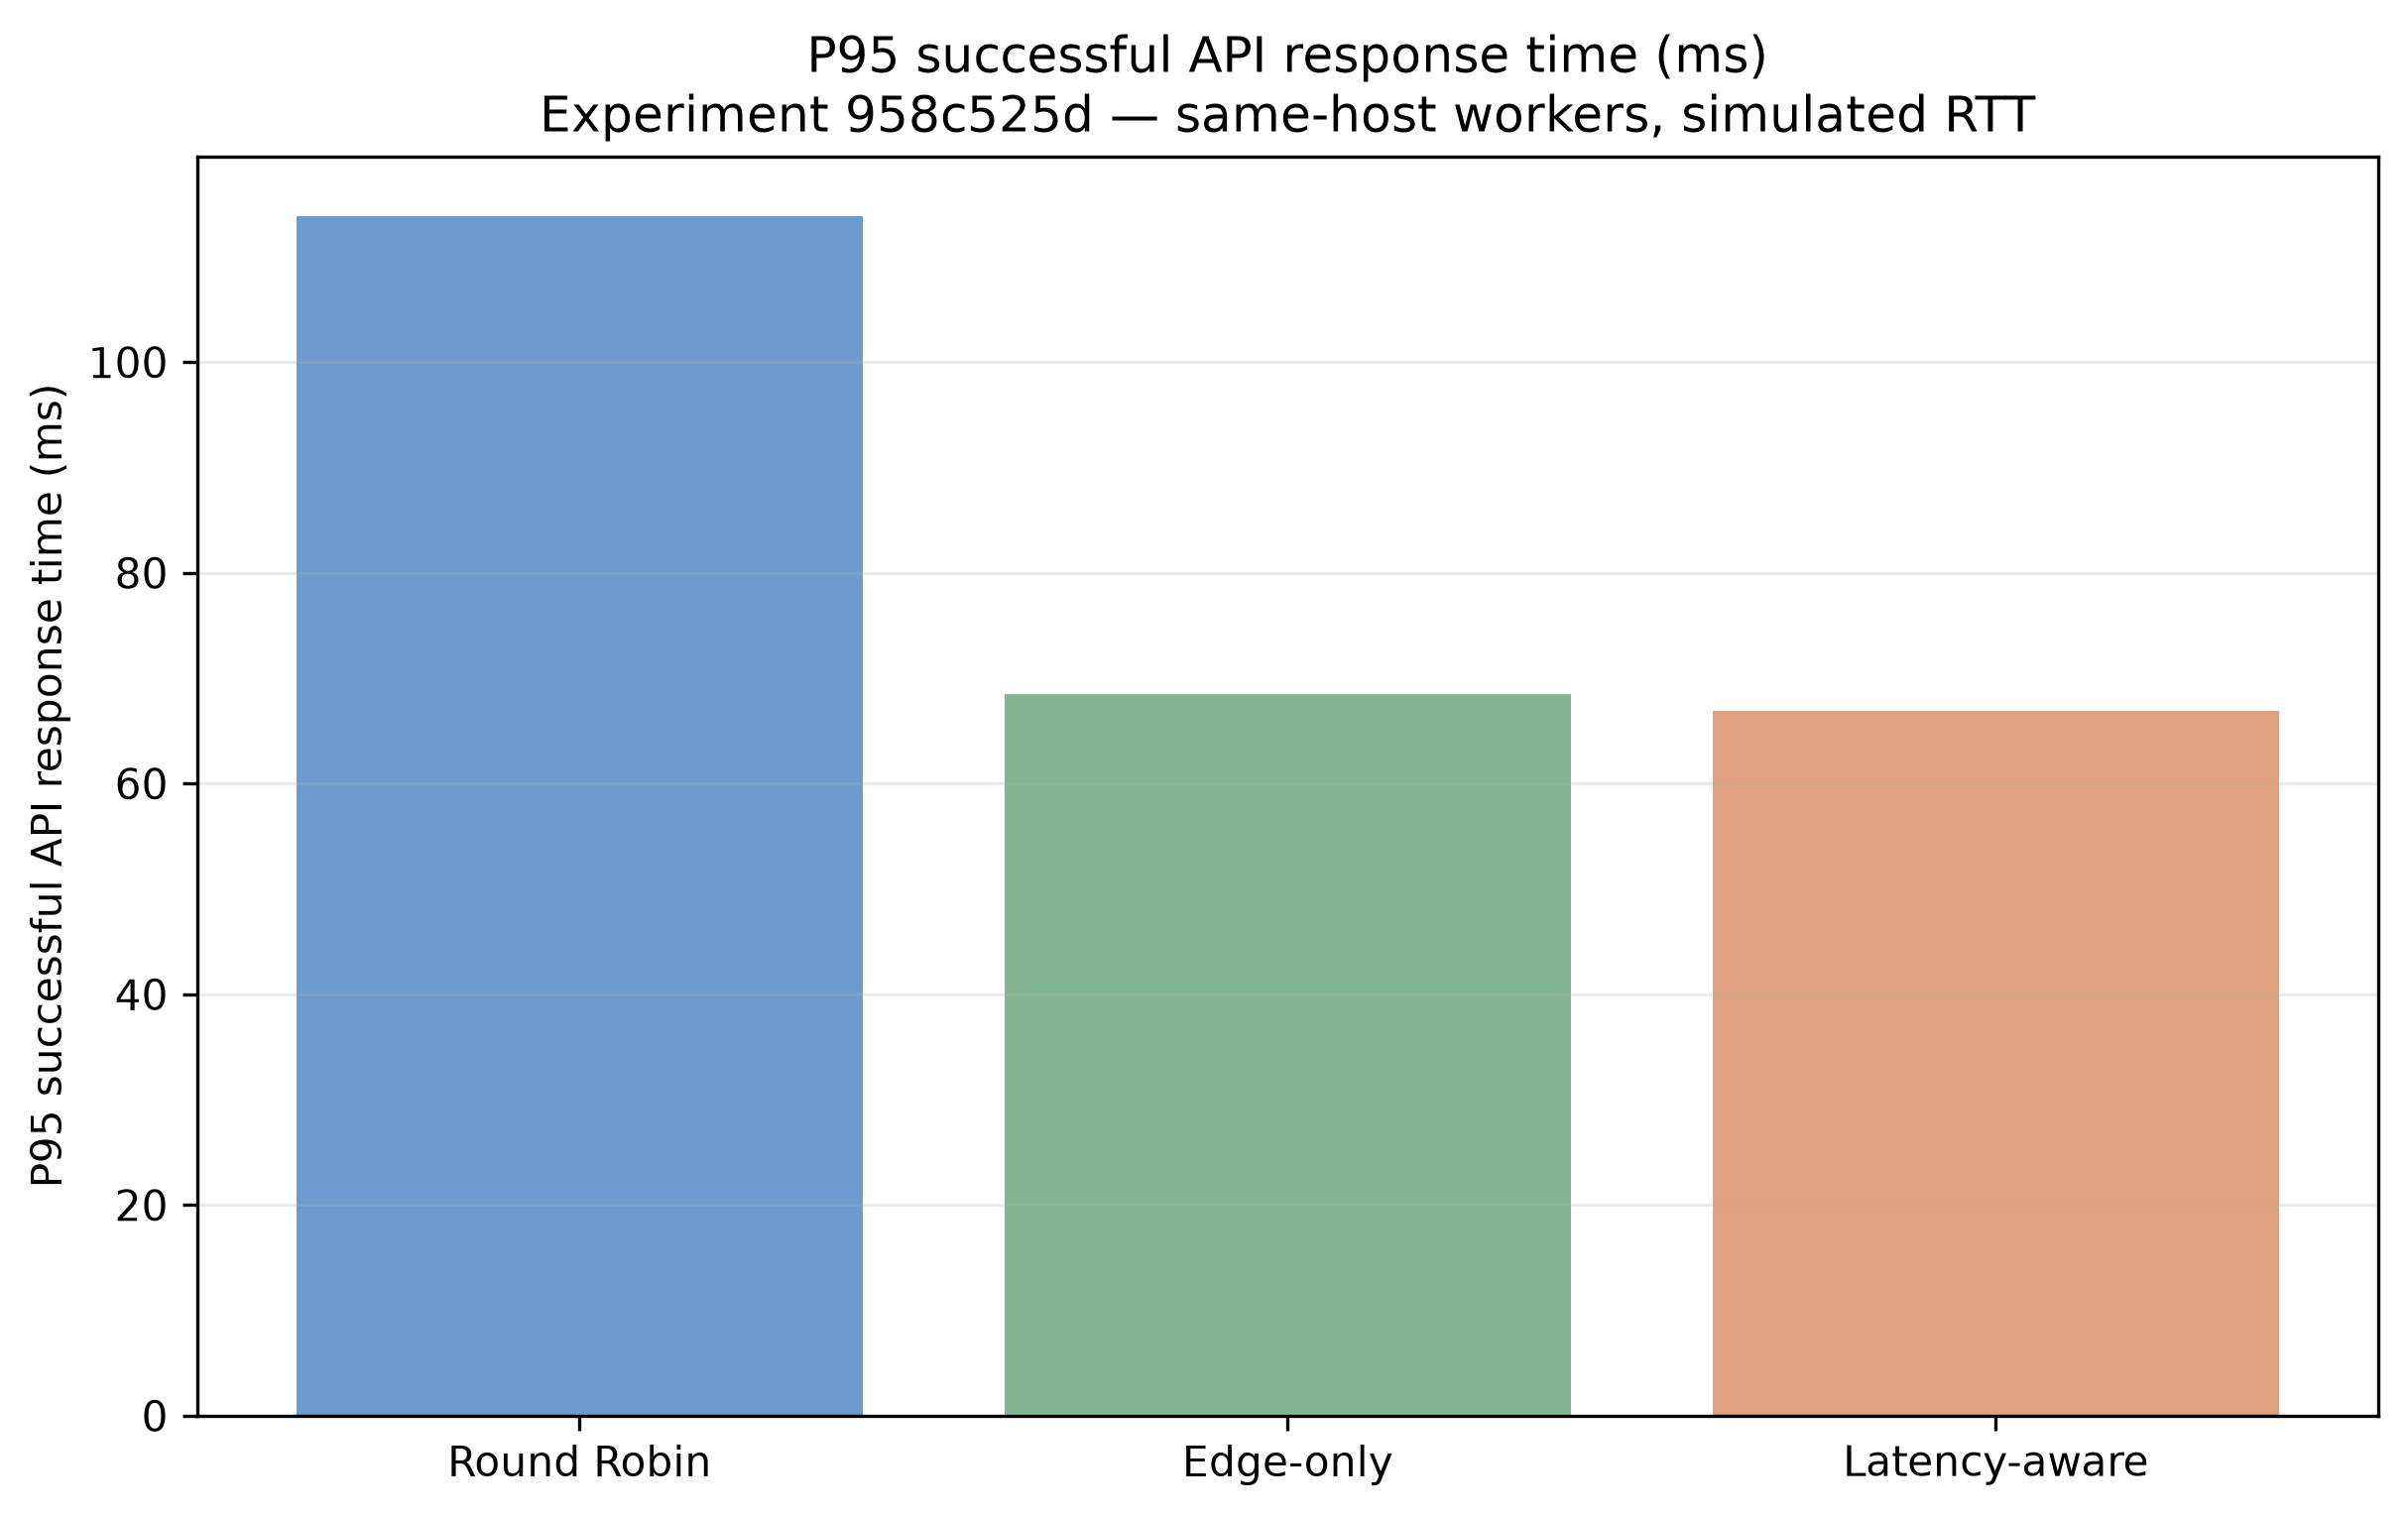 P95 successful API response time (ms)
Experiment 958c525d — same-host workers, simulated RTT
P95 successful API response time (ms)
100
80
60
40
20
0
Round Robin
Edge-only
Latency-aware